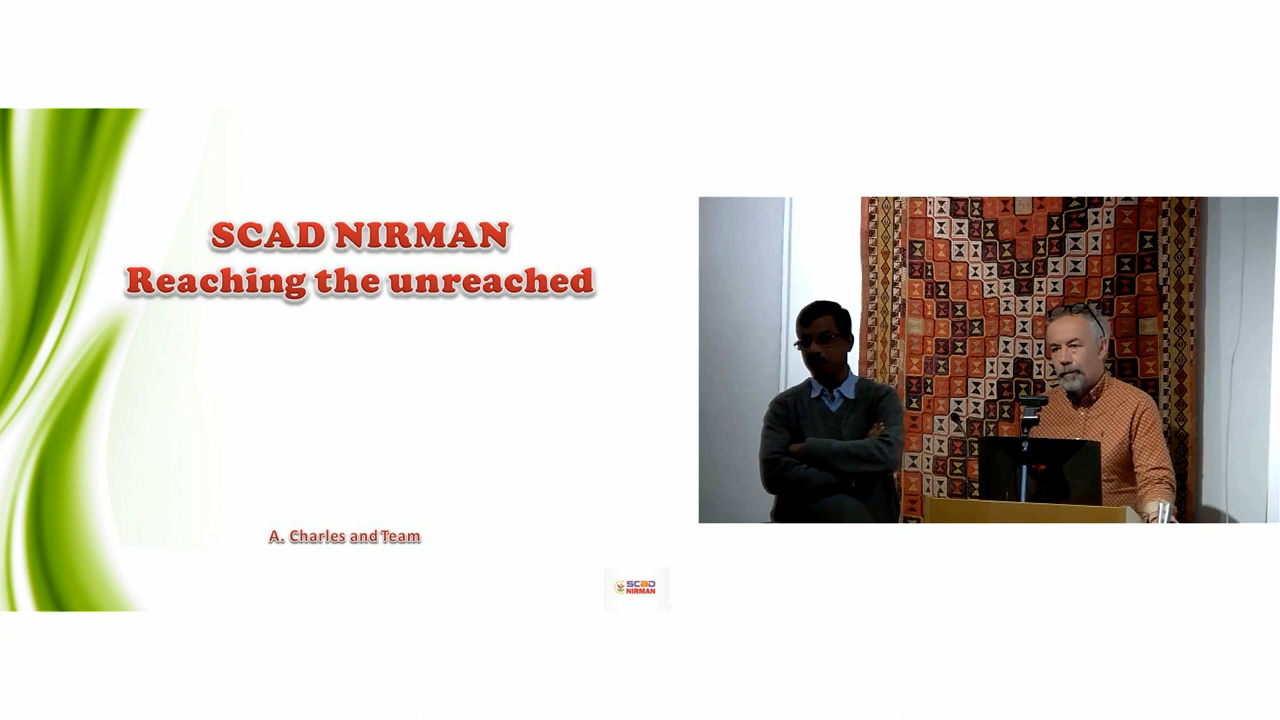 SCAD NIRMAN
Reaching the unreached
A. Charles and Team
SCAD
NIRMAN